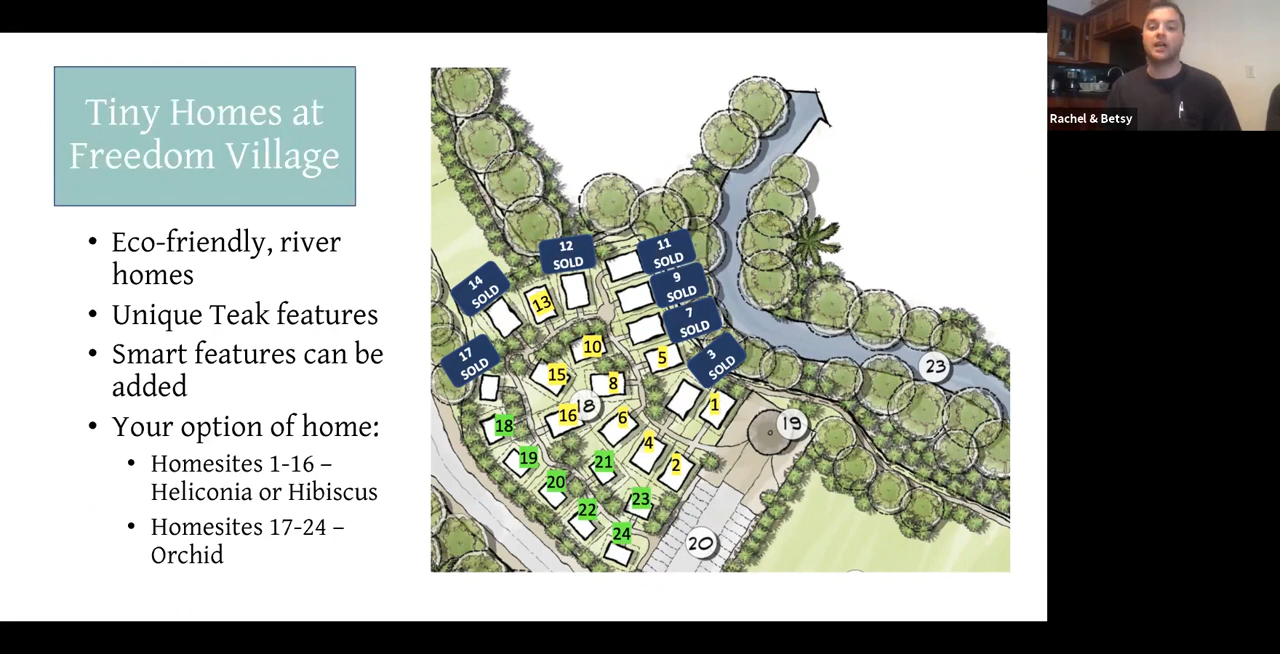 Tiny Homes at
Freedom Village
• Eco-friendly, river
homes
• Unique Teak features
• Smart features can be
added
• Your option of home:
• Homesites 1-16 –
Heliconia or Hibiscus
• Homesites 17-24 –
Orchid
12
SOLD
11
SOLD
14
SOLD
9
SOLD
13
7
SOLD
17
SOLD
10
5
3
SOLD
15
8
23
1
16
18
6
19
18
4
19
21
2
20
22
23
24
20
Rachel & Betsy